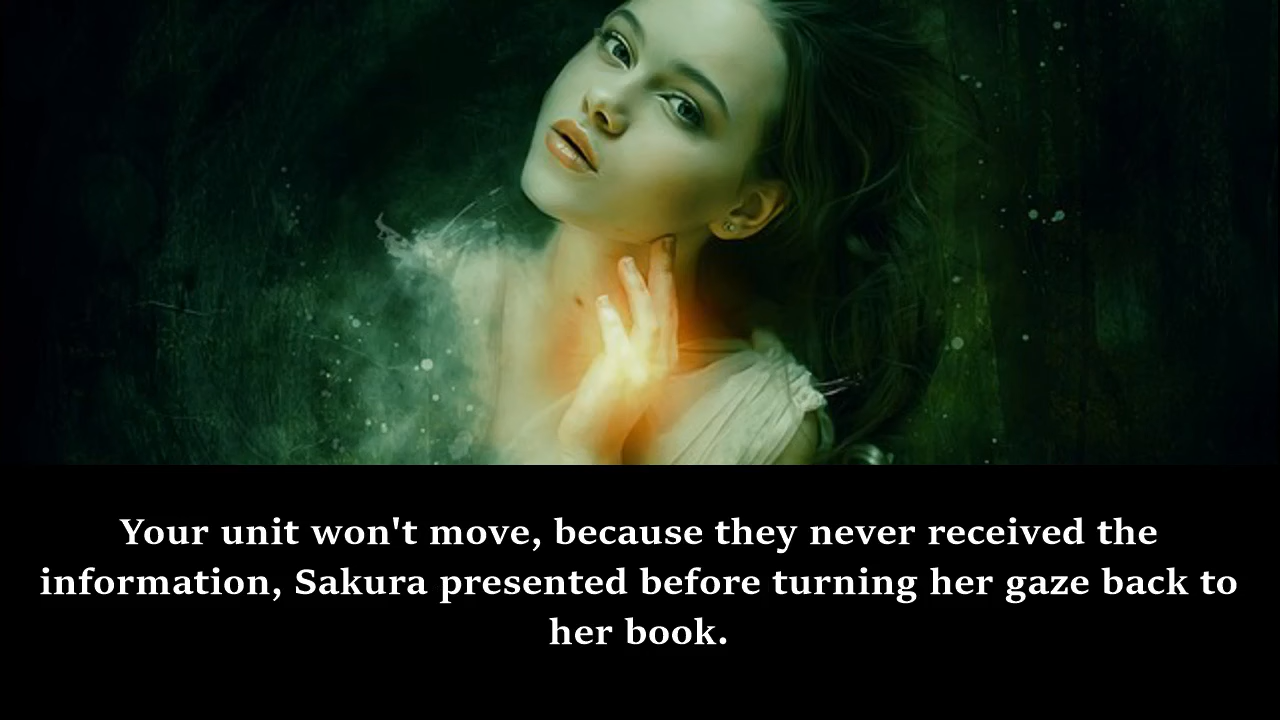 Your unit won't move, because they never received the
information, Sakura presented before turning her gaze back to
her book.